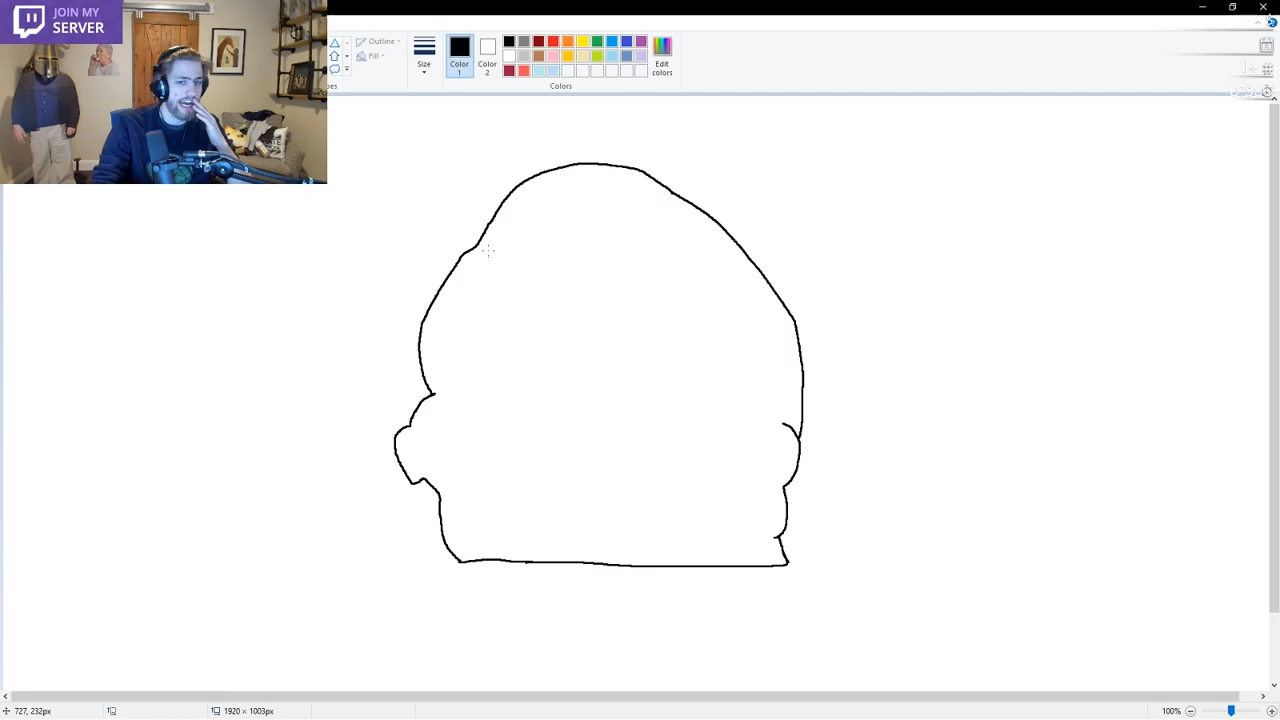 JOIN MY
SERVER
Outline
Fill
Size
Color
1
Color
2
Edit
colors
Colors
727, 232px
1920 × 1003px
100%